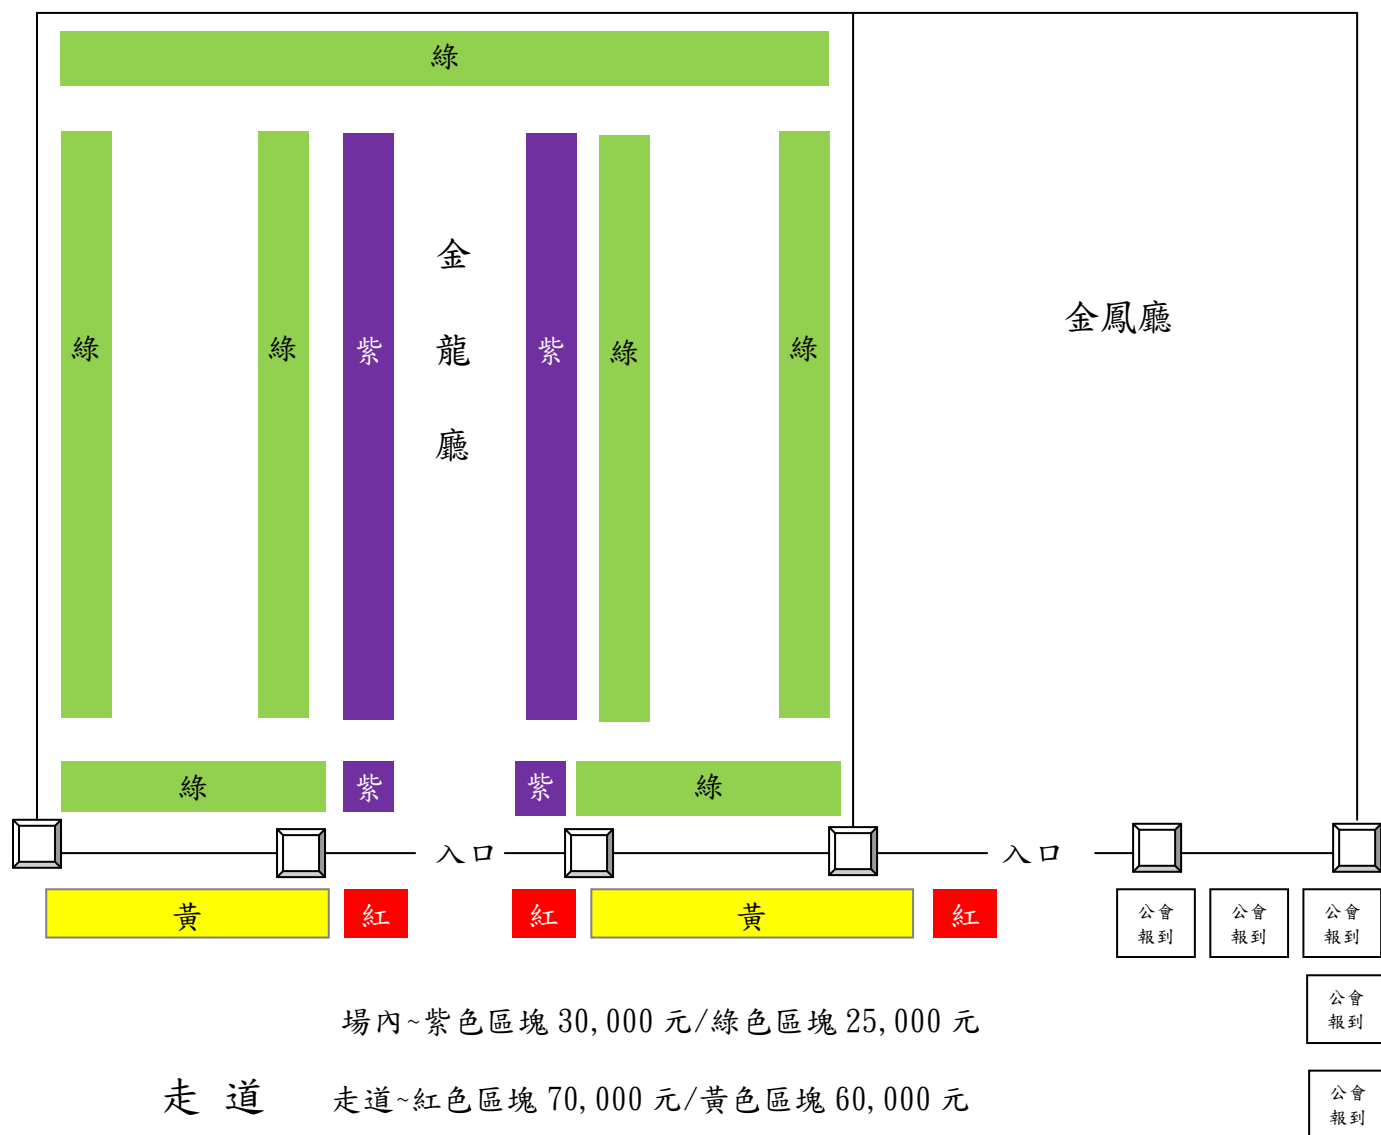 綠
綠
綠
紫
金龍廳
紫
綠
綠
金鳳廳
綠
紫
紫
綠
入口
入口
黃
紅
紅
黃
紅
公會
報到
公會
報到
公會
報到
公會
報到
場內~紫色區塊 30,000 元/綠色區塊 25,000 元
走 道
走道~紅色區塊 70,000 元/黃色區塊 60,000 元
公會
報到